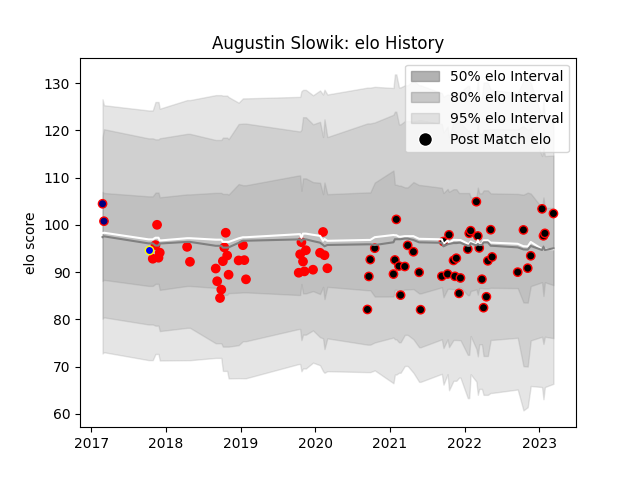 Augustin Slowik: elo History
50% elo Interval
80% elo Interval
95% elo Interval
Post Match elo
elo score
130
120
110
100
90
80
70
60
2017 2018 2019 2020 2021 2022 2023